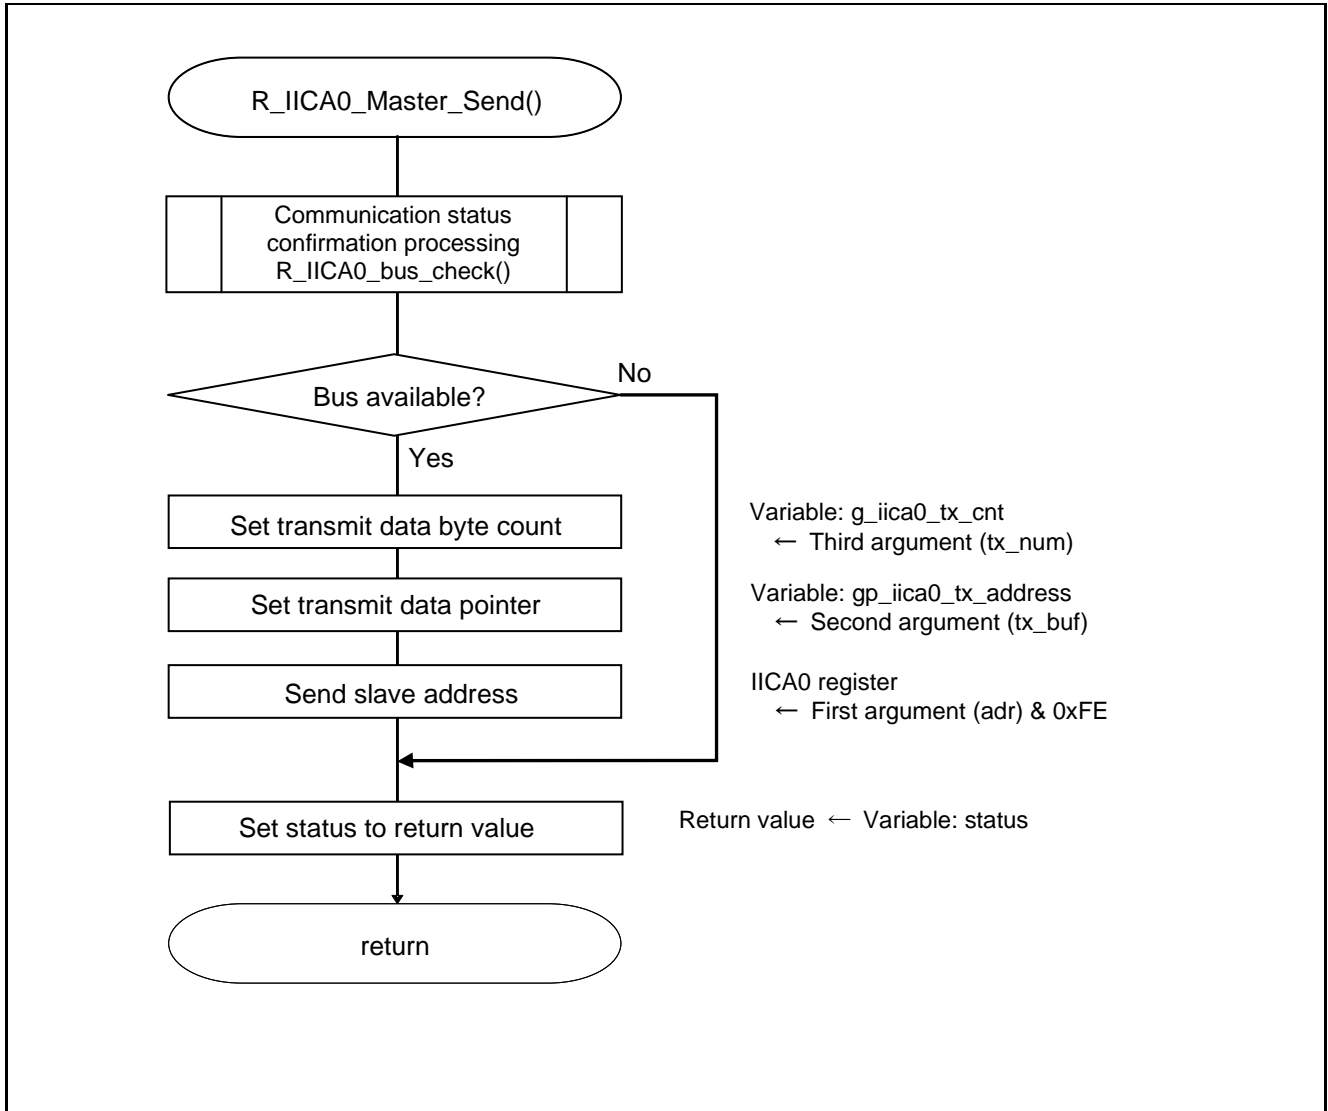 R_IICA0_Master_Send()
Communication status
confirmation processing
R_IICA0_bus_check()
Bus available?
No
Yes
Set transmit data byte count
Variable: g_iica0_tx_cnt
← Third argument (tx_num)
Set transmit data pointer
Variable: gp_iica0_tx_address
← Second argument (tx_buf)
Send slave address
IICA0 register
← First argument (adr) & 0xFE
Set status to return value
Return value ← Variable: status
return